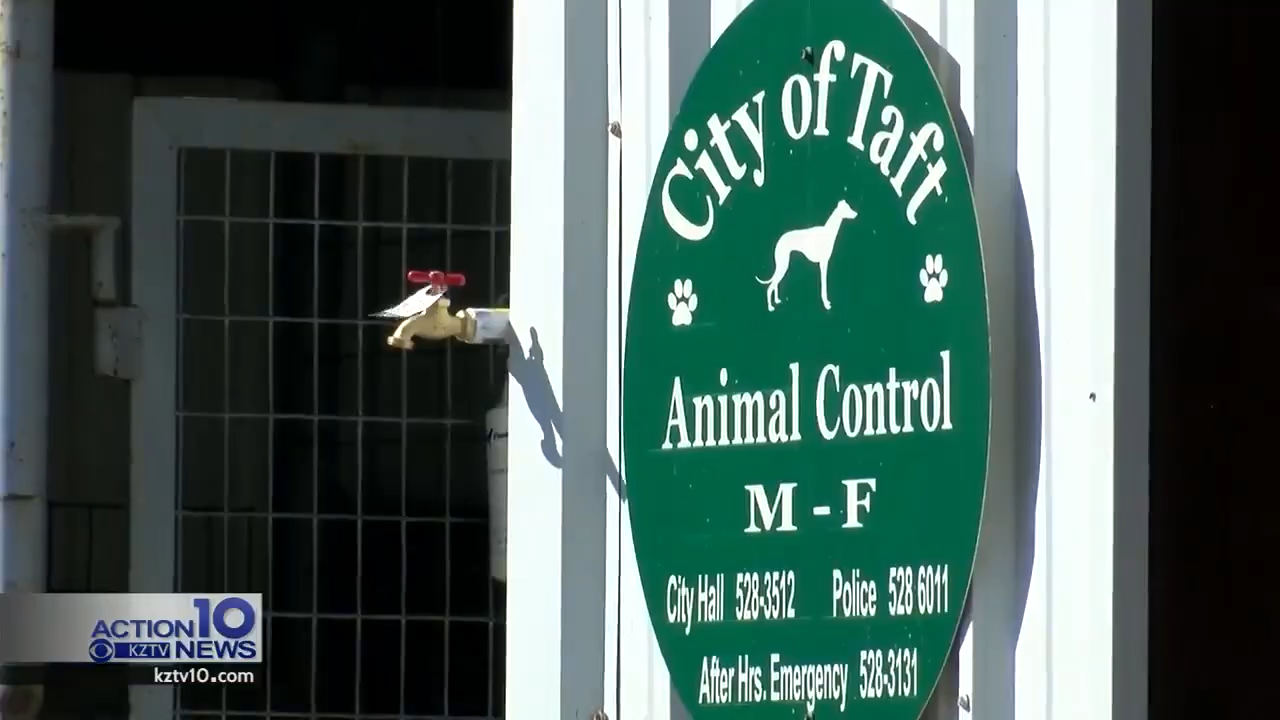 City of Taft
Animal Control
M - F
City Hall 528-3512 Police 528 6011
After Hrs. Emergency 528-3131
ACTION 10
KZTV NEWS
kztv10.com